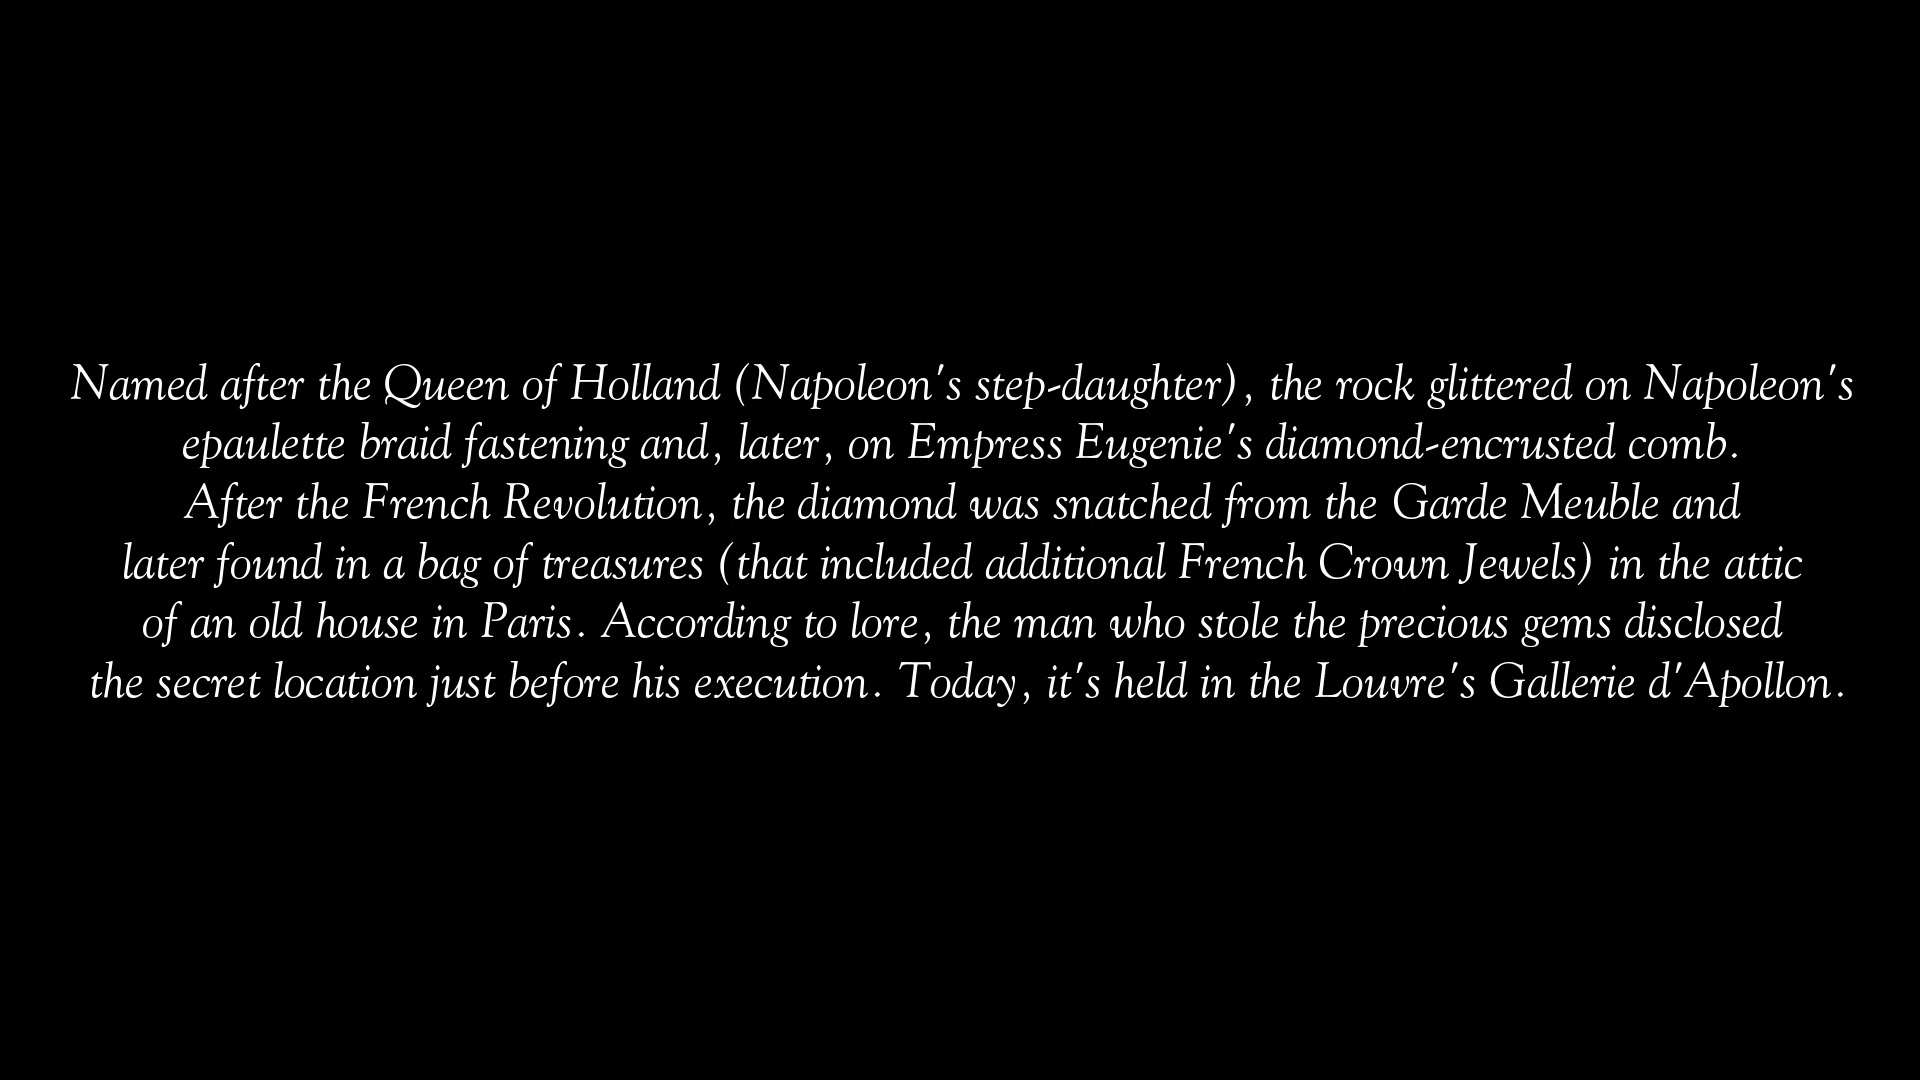 Named after the Queen of Holland (Napoleon's step-daughter), the rock glittered on Napoleon's
epaulette braid fastening and, later, on Empress Eugenie's diamond-encrusted comb.
After the French Revolution, the diamond was snatched from the Garde Meuble and
later found in a bag of treasures (that included additional French Crown Jewels) in the attic
of an old house in Paris. According to lore, the man who stole the precious gems disclosed
the secret location just before his execution. Today, it's held in the Louvre's Gallerie d'Apollon.